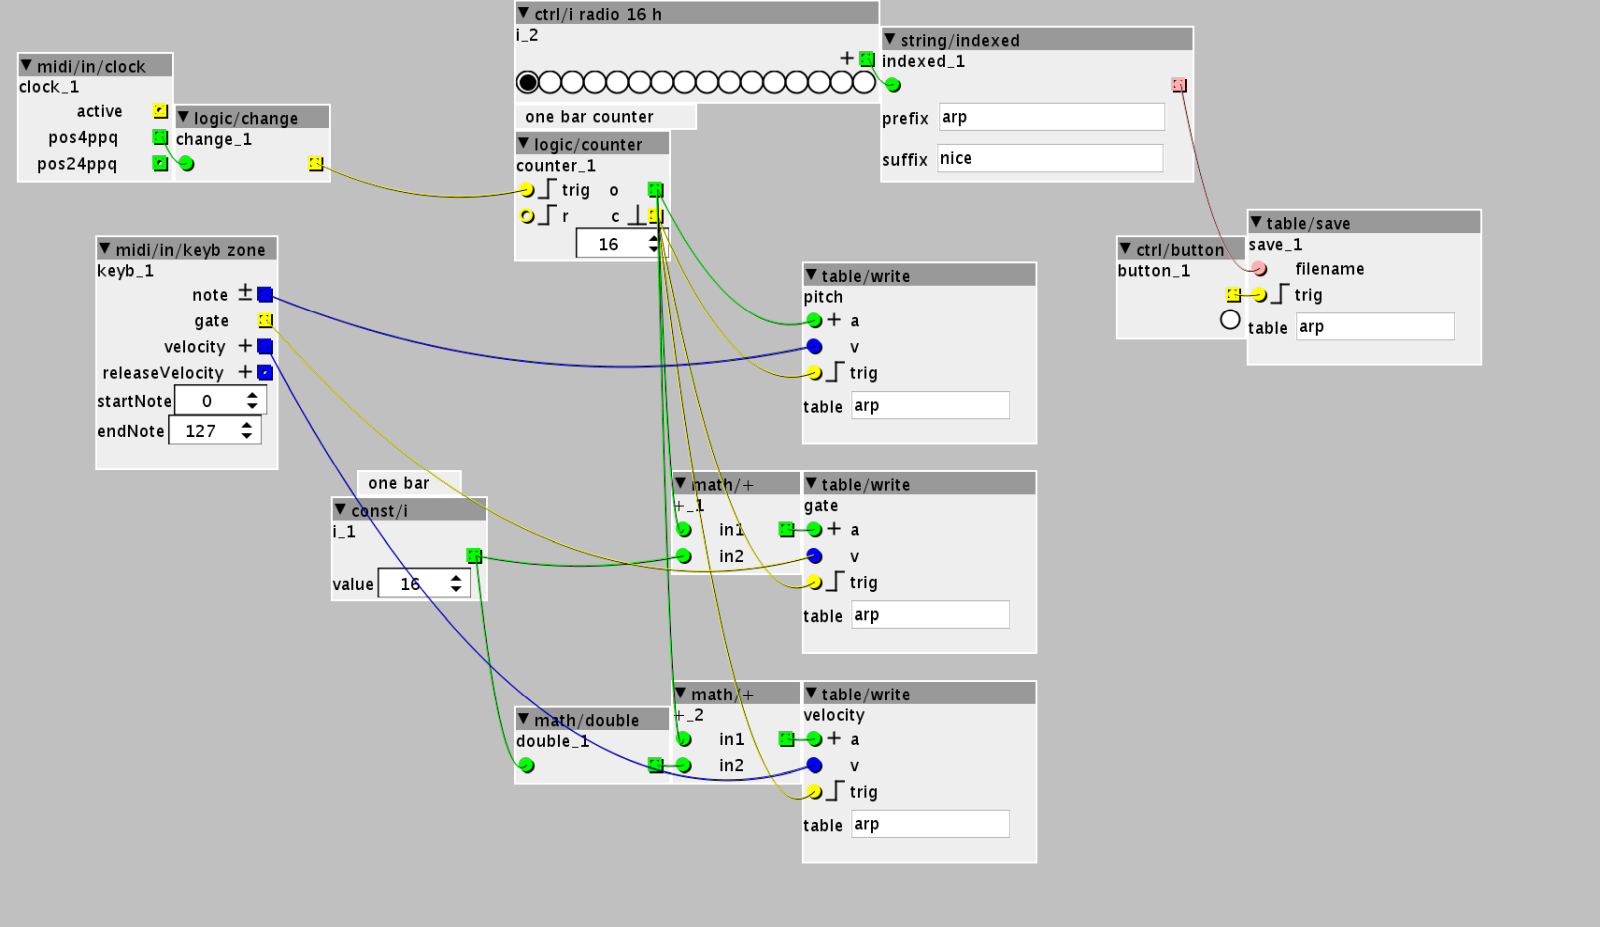 midi/in/clock
clock_1
active
pos4ppq
pos24ppq
logic/change
change_1
ctrl/i radio 16 h
i_2
+
one bar counter
logic/counter
counter_1
trig o
r c
16
string/indexed
indexed_1
prefix arp
suffix nice
midi/in/keyb zone
keyb_1
note ±
gate
velocity +
releaseVelocity +
startNote 0
endNote 127
table/write
pitch
+ a
v
trig
table arp
ctrl/button
button_1
table/save
save_1
filename
trig
table arp
one bar
const/i
i_1
value 16
math/+
+_1
in1
in2
table/write
gate
+ a
v
trig
table arp
math/double
double_1
math/+
+_2
in1
in2
table/write
velocity
+ a
v
trig
table arp